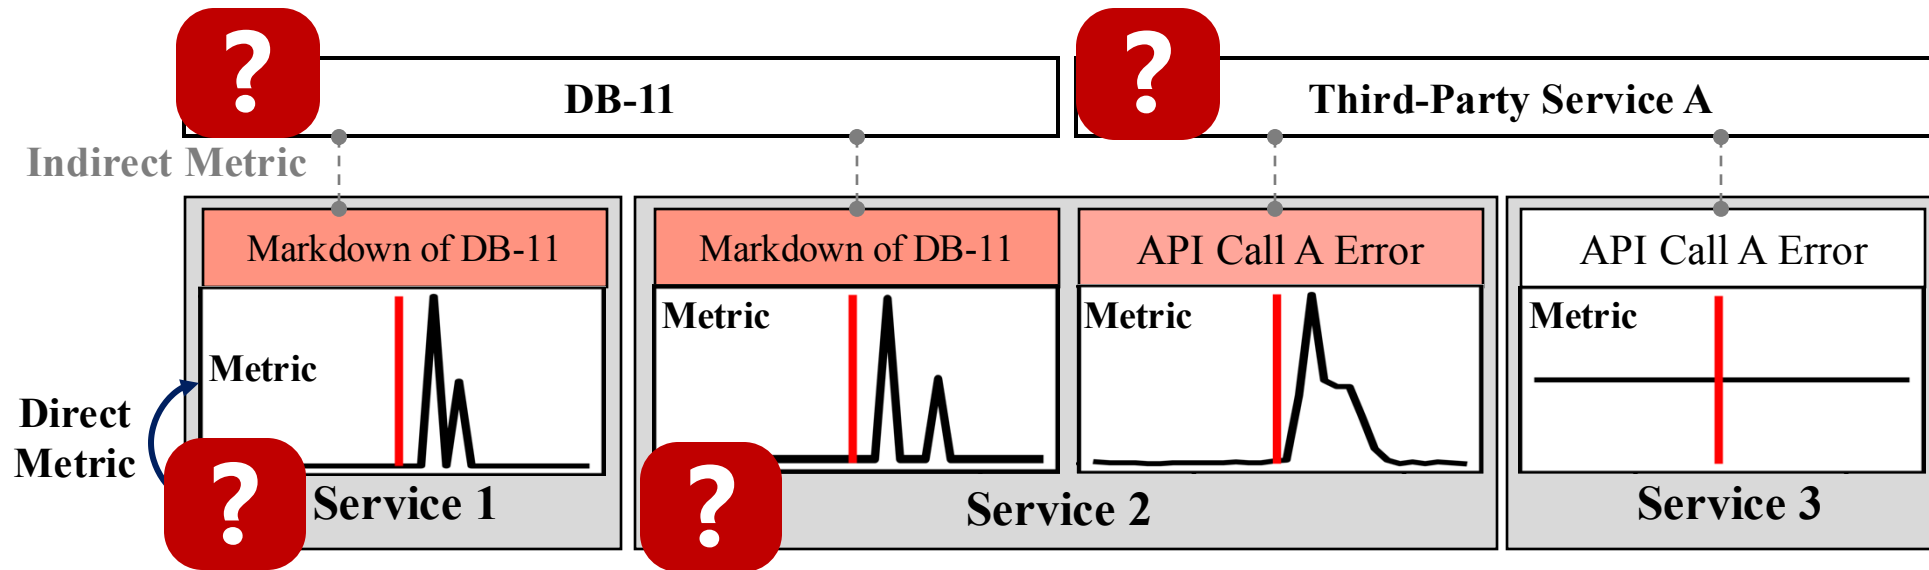 ?
DB-11
?
Third-Party Service A
Indirect Metric
Markdown of DB-11
Markdown of DB-11
API Call A Error
API Call A Error
Metric
Metric
Metric
Metric
Direct
Metric
?
Service 1
?
Service 2
Service 3